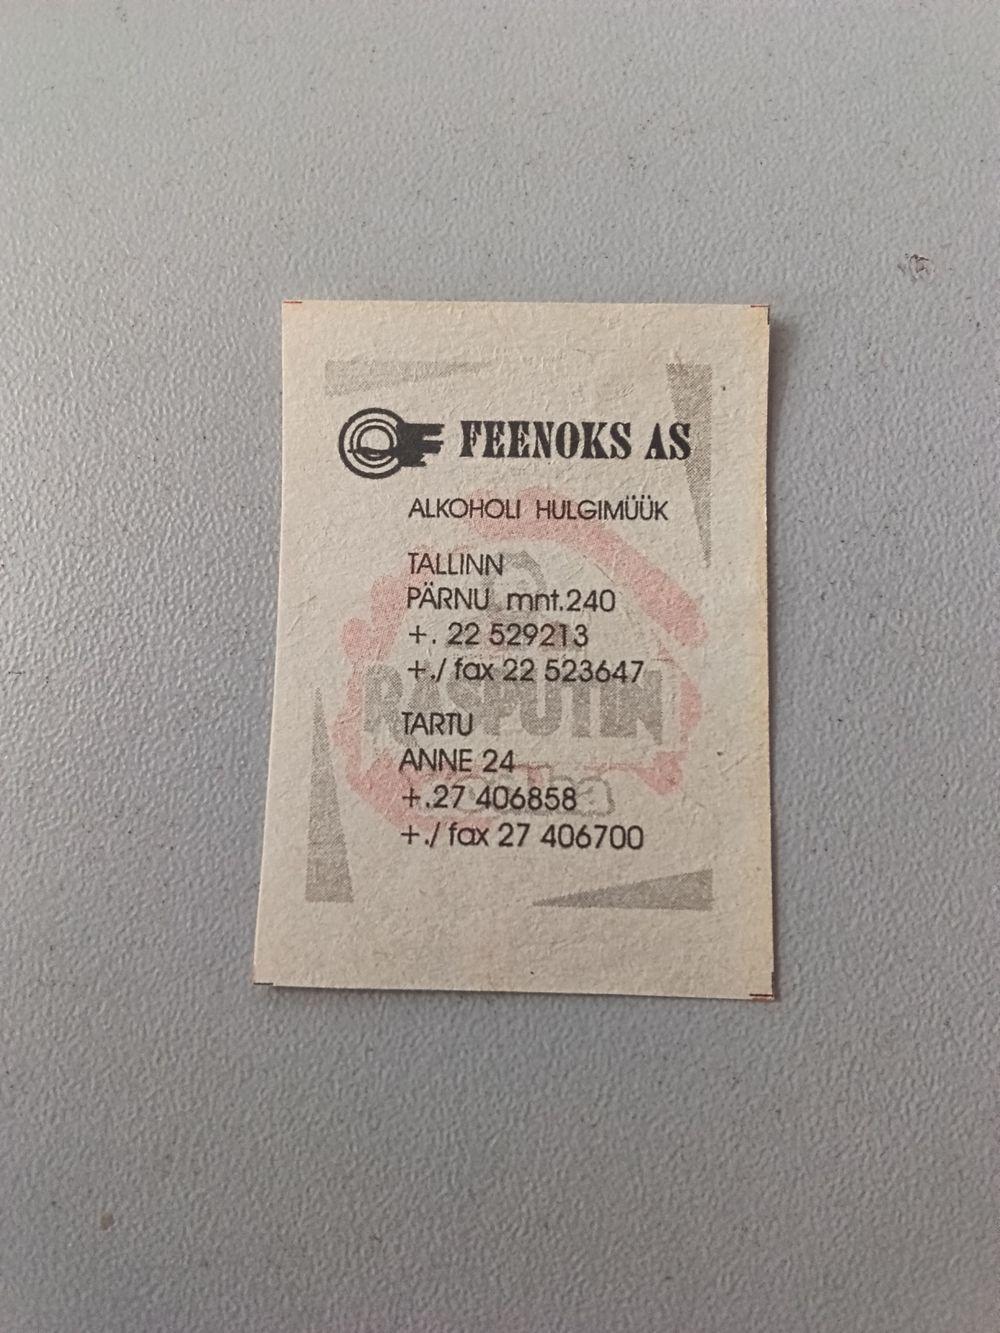 FEENOKS AS
ALKOHOLI HULGIMÜÜK
TALLINN
PÄRNU mnt.240
+. 22 529213
+./ fax 22 523647
RASPUTIN
TARTU
ANNE 24
+.27 406858
+./ fax 27 406700